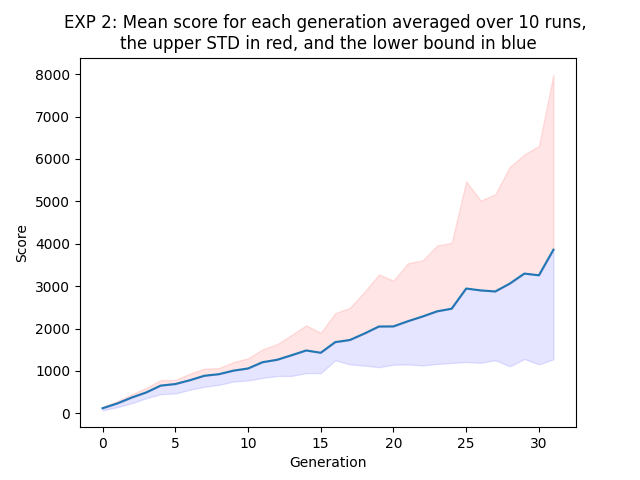 EXP 2: Mean score for each generation averaged over 10 runs,
the upper STD in red, and the lower bound in blue
8000
7000
6000
5000
4000
3000
2000
1000
0
Score
0 5 10 15 20 25 30
Generation